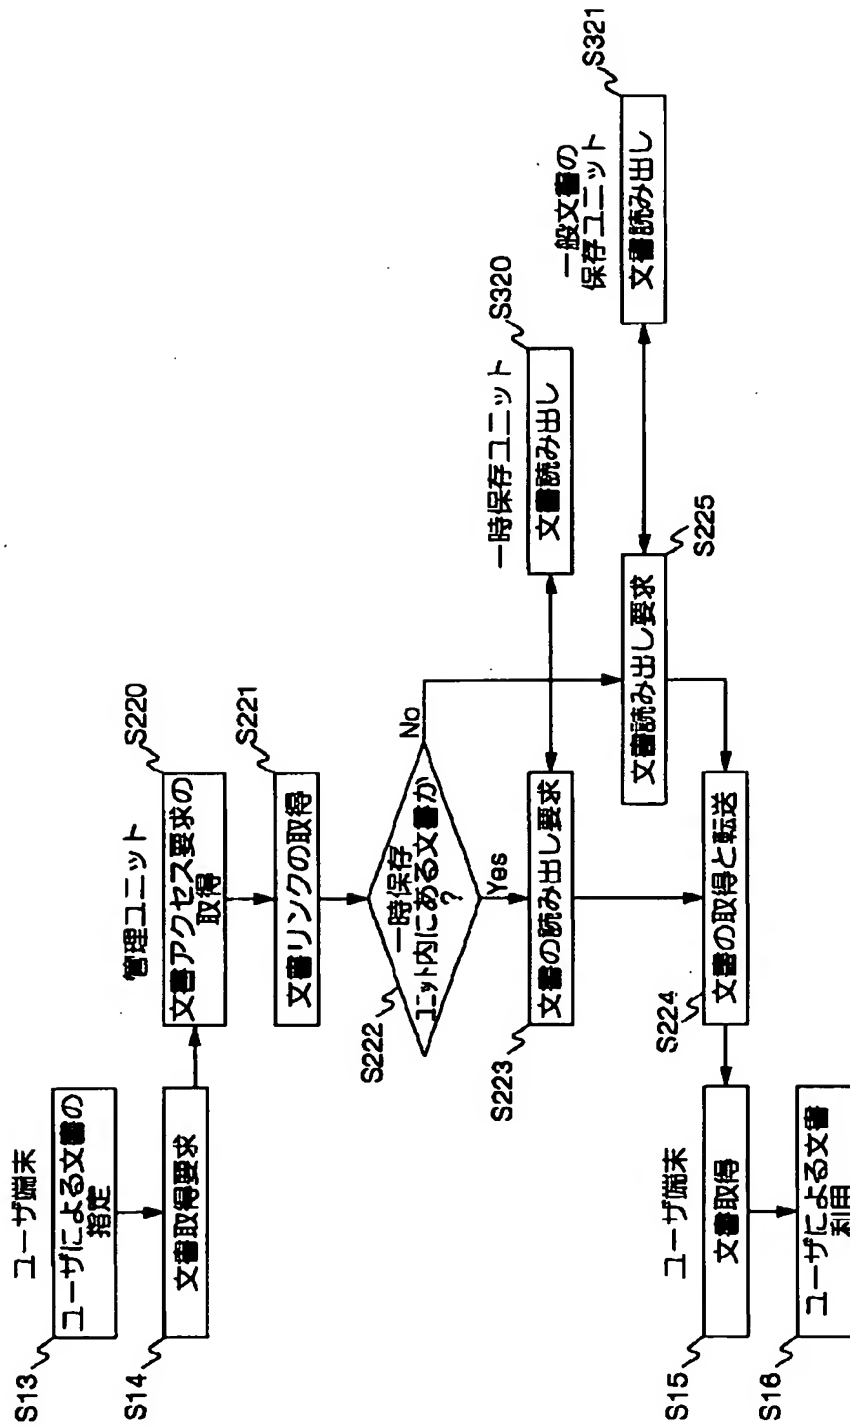 ユーザ端末
S13
ユーザによる文書の
指定
S14
文書取得要求
管理ユニット
S220
文書アクセス要求の
取得
S221
文書リンクの取得
S222
一時保存
ユニット内にある文書か
?
No
Yes
S223
文書の読み出し要求
一時保存ユニット
S320
文書読み出し
一般文書の
保存ユニット
S321
文書読み出し
S225
文書読み出し要求
S224
文書の取得と転送
ユーザ端末
S15
文書取得
S16
ユーザによる文書
利用